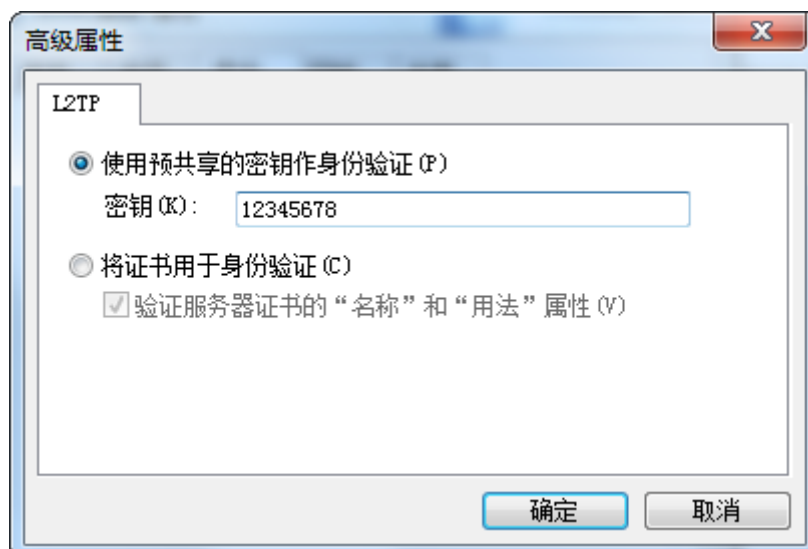 高级属性
L2TP
使用预共享的密钥作身份验证(P)
密钥(K): 12345678
将证书用于身份验证(C)
验证服务器证书的“名称”和“用法”属性(V)
确定 取消